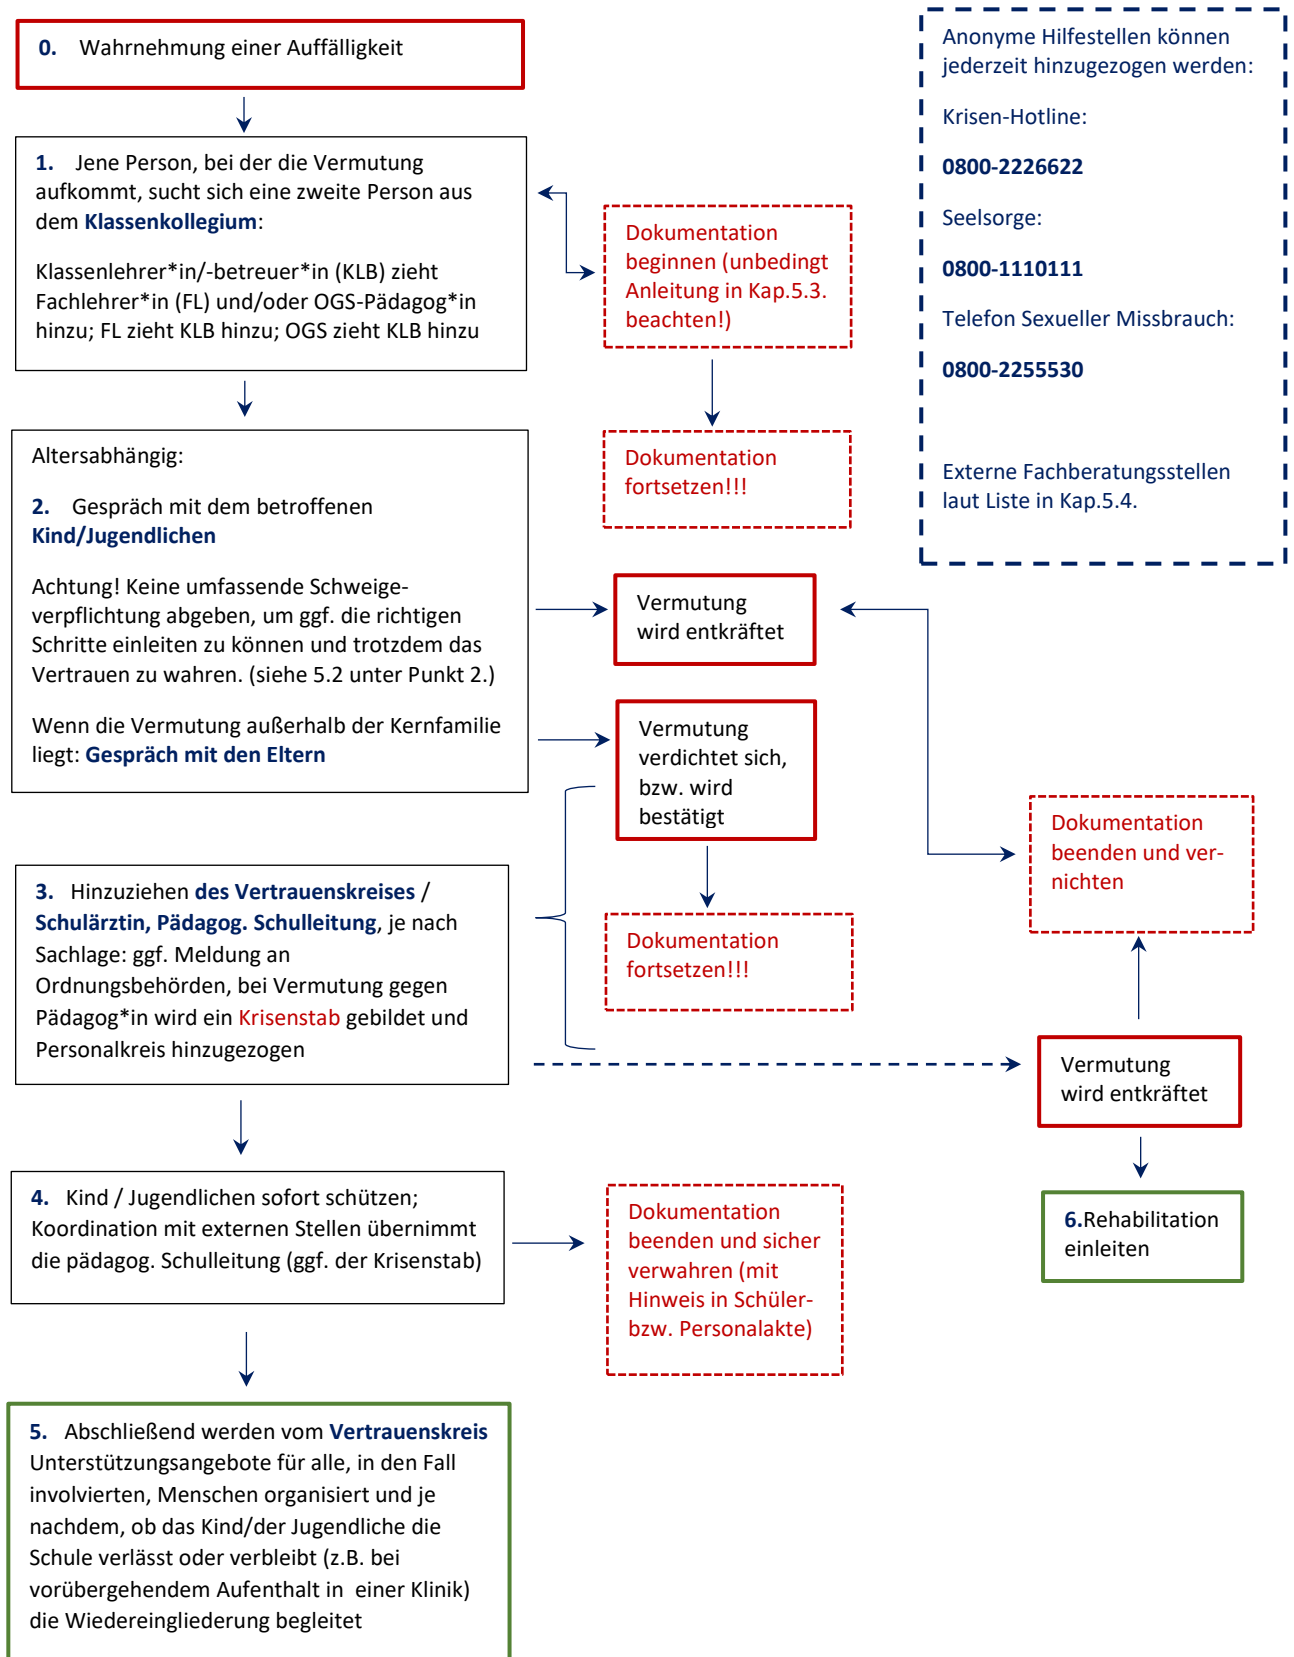 0. Wahrnehmung einer Auffälligkeit
1. Jene Person, bei der die Vermutung
aufkommt, sucht sich eine zweite Person aus
dem Klassenkollegium:
Klassenlehrer*in/-betreuer*in (KLB) zieht
Fachlehrer*in (FL) und/oder OGS-Pädagog*in
hinzu; FL zieht KLB hinzu; OGS zieht KLB hinzu
Dokumentation
beginnen (unbedingt
Anleitung in Kap.5.3.
beachten!)
Anonyme Hilfestellen können
jederzeit hinzugezogen werden:
Krisen-Hotline:
0800-2226622
Seelsorge:
0800-1110111
Telefon Sexueller Missbrauch:
0800-2255530
Externe Fachberatungsstellen
laut Liste in Kap.5.4.
Altersabhängig:
2. Gespräch mit dem betroffenen
Kind/Jugendlichen
Achtung! Keine umfassende Schweige-
verpflichtung abgeben, um ggf. die richtigen
Schritte einleiten zu können und trotzdem das
Vertrauen zu wahren. (siehe 5.2 unter Punkt 2.)
Wenn die Vermutung außerhalb der Kernfamilie
liegt: Gespräch mit den Eltern
Dokumentation
fortsetzen!!!
Vermutung
wird entkräftet
Vermutung
verdichtet sich,
bzw. wird
bestätigt
Dokumentation
beenden und ver-
nichten
3. Hinzuziehen des Vertrauenskreises /
Schulärztin, Pädagog. Schulleitung, je nach
Sachlage: ggf. Meldung an
Ordnungsbehörden, bei Vermutung gegen
Pädagog*in wird ein Krisenstab gebildet und
Personalkreis hinzugezogen
Dokumentation
fortsetzen!!!
Vermutung
wird entkräftet
4. Kind / Jugendlichen sofort schützen;
Koordination mit externen Stellen übernimmt
die pädagog. Schulleitung (ggf. der Krisenstab)
Dokumentation
beenden und sicher
verwahren (mit
Hinweis in Schüler-
bzw. Personalakte)
6.Rehabilitation
einleiten
5. Abschließend werden vom Vertrauenskreis
Unterstützungsangebote für alle, in den Fall
involvierten, Menschen organisiert und je
nachdem, ob das Kind/der Jugendliche die
Schule verlässt oder verbleibt (z.B. bei
vorübergehendem Aufenthalt in einer Klinik)
die Wiedereingliederung begleitet